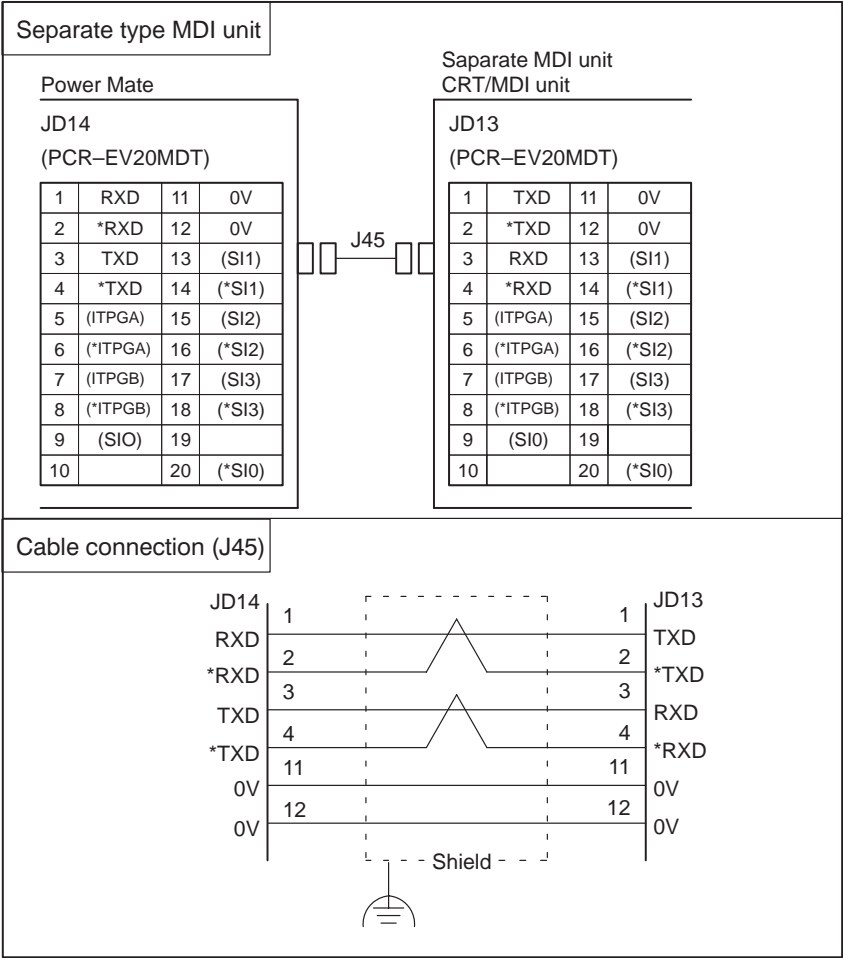 Separate type MDI unit
Power Mate
Saparate MDI unit
CRT/MDI unit
JD14
(PCR–EV20MDT)
1 RXD 11 0V
2 *RXD 12 0V
3 TXD 13 (SI1)
4 *TXD 14 (*SI1)
5 (ITPGA) 15 (SI2)
6 (*ITPGA) 16 (*SI2)
7 (ITPGB) 17 (SI3)
8 (*ITPGB) 18 (*SI3)
9 (SIO) 19
10 20 (*SI0)
J45
JD13
(PCR–EV20MDT)
1 TXD 11 0V
2 *TXD 12 0V
3 RXD 13 (SI1)
4 *RXD 14 (*SI1)
5 (ITPGA) 15 (SI2)
6 (*ITPGA) 16 (*SI2)
7 (ITPGB) 17 (SI3)
8 (*ITPGB) 18 (*SI3)
9 (SI0) 19
10 20 (*SI0)
Cable connection (J45)
JD14 JD13
RXD 1 1 TXD
*RXD 2 2 *TXD
TXD 3 3 RXD
*TXD 4 4 *RXD
0V 11 11 0V
0V 12 12 0V
Shield